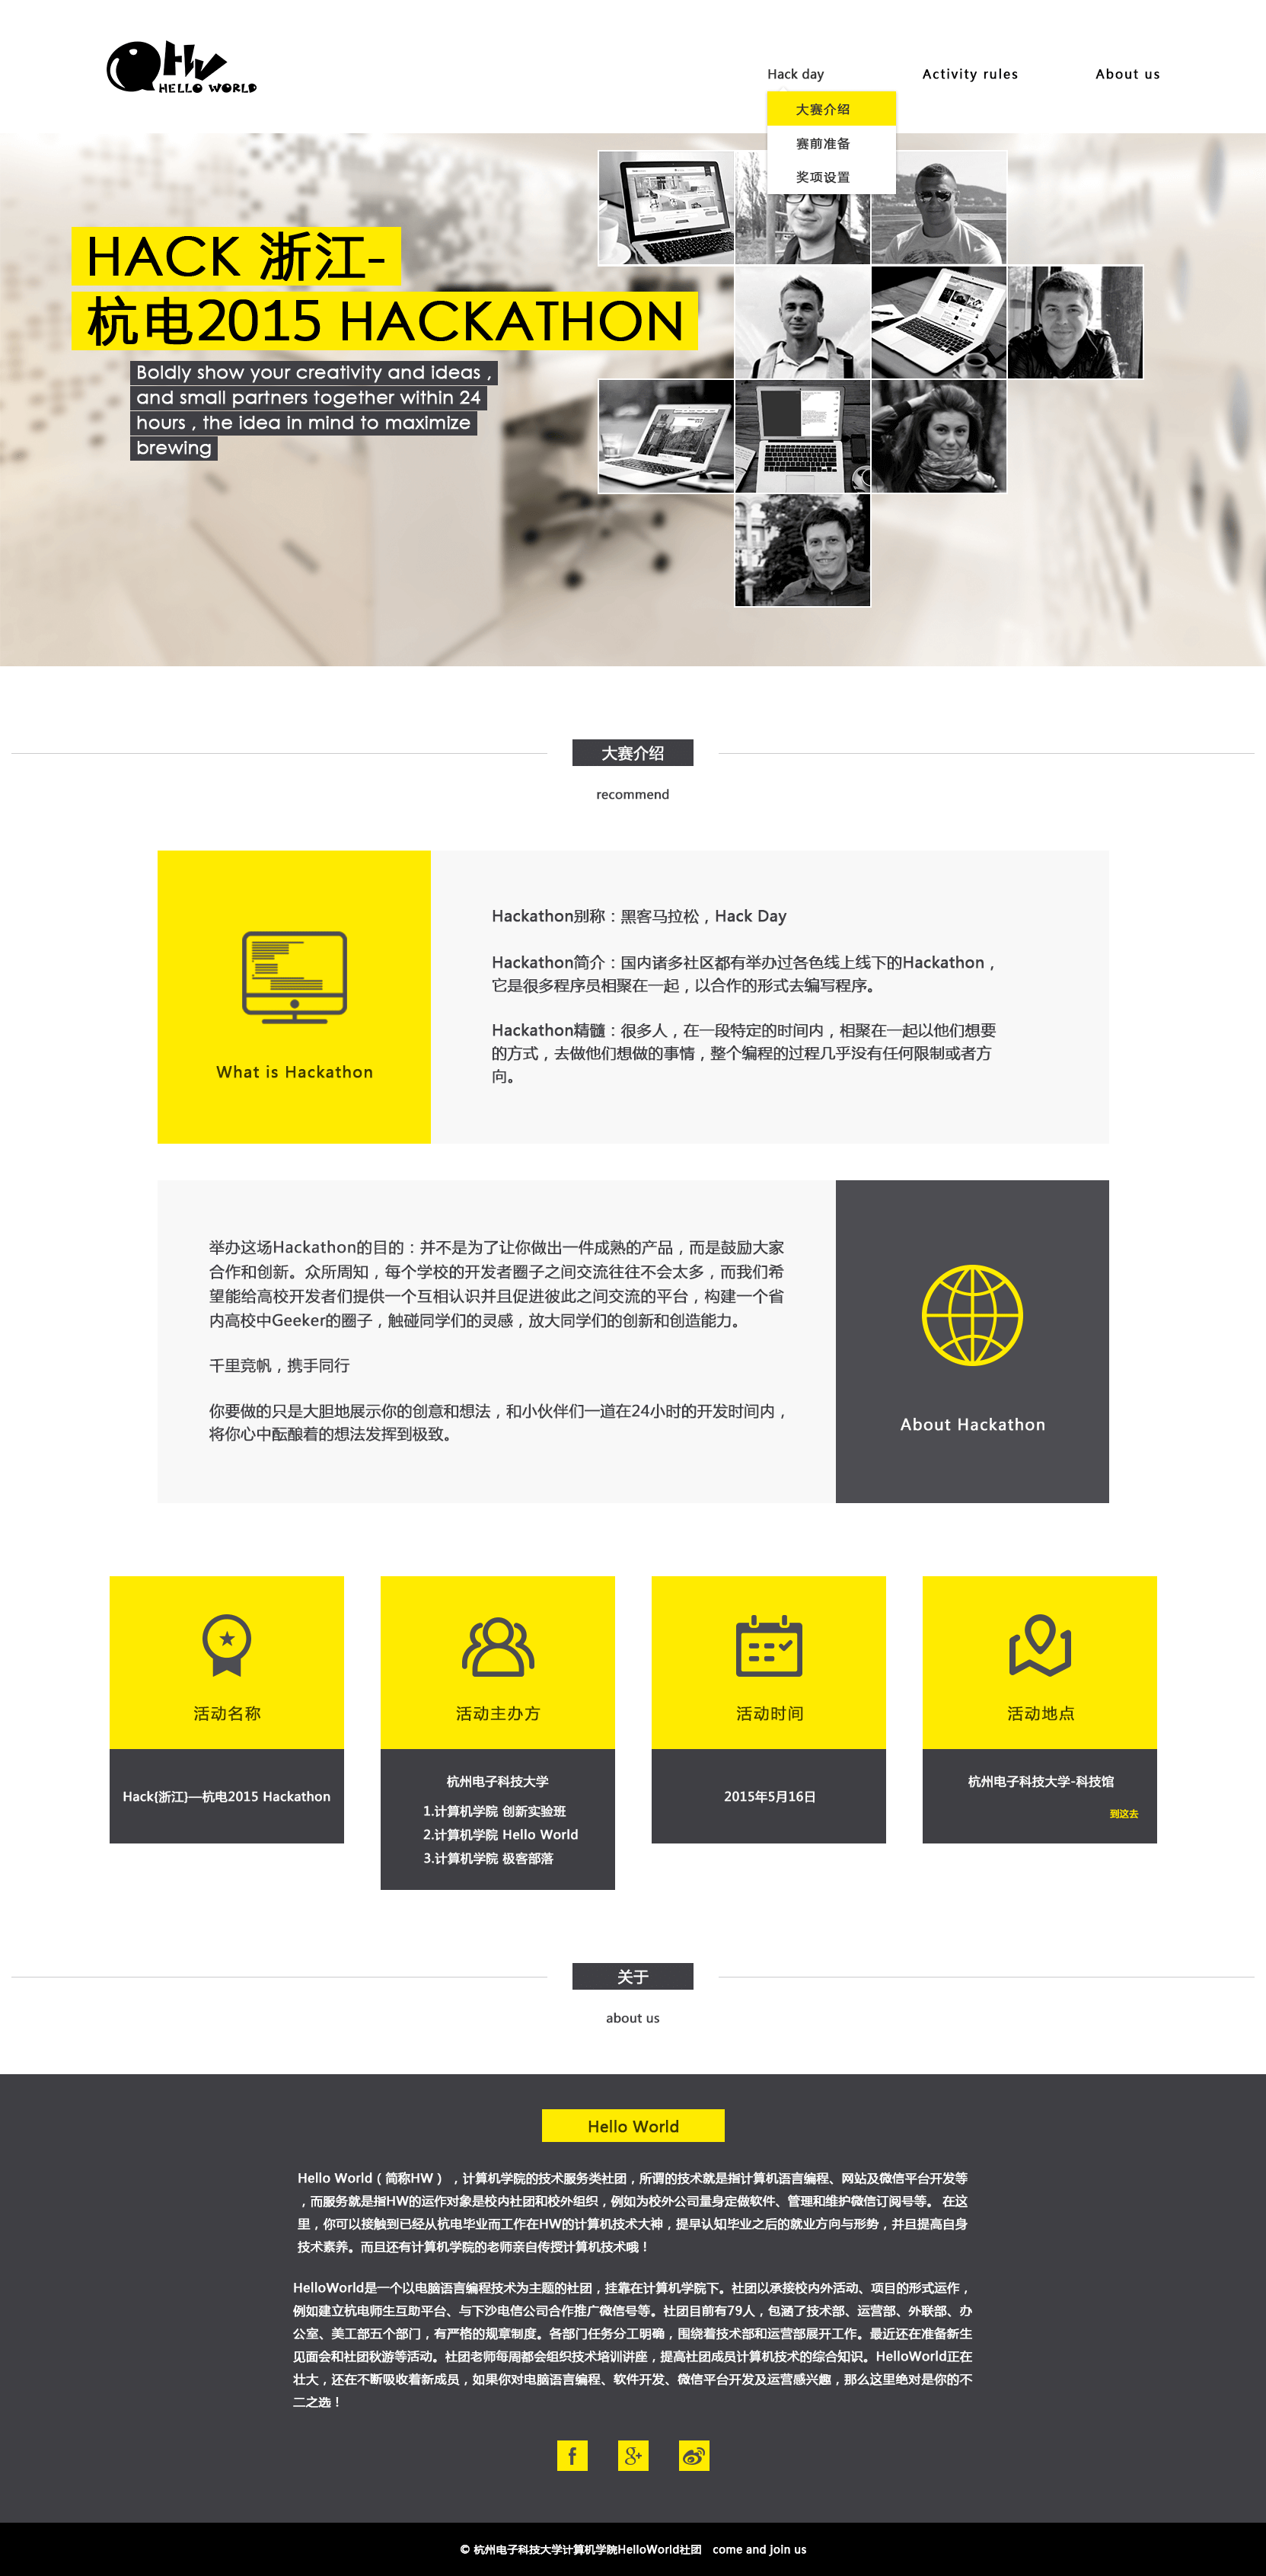 HELLO WORLD
Hack day
Activity rules
About us
大赛介绍
赛前准备
奖项设置
HACK 浙江-
杭电2015 HACKATHON
Boldly show your creativity and ideas ,
and small partners together within 24
hours , the idea in mind to maximize
brewing
大赛介绍
recommend
What is Hackathon
Hackathon别称：黑客马拉松，Hack Day
Hackathon简介：国内诸多社区都有举办过各色线上线下的Hackathon，
它是很多程序员相聚在一起，以合作的形式去编写程序。
Hackathon精髓：很多人，在一段特定的时间内，相聚在一起以他们想要
的方式，去做他们想做的事情，整个编程的过程几乎没有任何限制或者方
向。
举办这场Hackathon的目的：并不是为了让你做出一件成熟的产品，而是鼓励大家
合作和创新。众所周知，每个学校的开发者圈子之间交流往往不会太多，而我们希
望能给高校开发者们提供一个互相认识并且促进彼此之间交流的平台，构建一个省
内高校中Geeker的圈子，触碰同学们的灵感，放大同学们的创新和创造能力。
千里竞帆，携手同行
你要做的只是大胆地展示你的创意和想法，和小伙伴们一道在24小时的开发时间内，
将你心中酝酿着的想法发挥到极致。
About Hackathon
活动名称
Hack{浙江}—杭电2015 Hackathon
活动主办方
杭州电子科技大学
1.计算机学院 创新实验班
2.计算机学院 Hello World
3.计算机学院 极客部落
活动时间
2015年5月16日
活动地点
杭州电子科技大学-科技馆
到这去
关于
about us
Hello World
Hello World（简称HW），计算机学院的技术服务类社团，所谓的技术就是指计算机语言编程、网站及微信平台开发等
，而服务就是指HW的运作对象是校内社团和校外组织，例如为校外公司量身定做软件、管理和维护微信订阅号等。 在这
里，你可以接触到已经从杭电毕业而工作在HW的计算机技术大神，提早认知毕业之后的就业方向与形势，并且提高自身
技术素养。而且还有计算机学院的老师亲自传授计算机技术哦！
HelloWorld是一个以电脑语言编程技术为主题的社团，挂靠在计算机学院下。社团以承接校内外活动、项目的形式运作，
例如建立杭电师生互助平台、与下沙电信公司合作推广微信号等。社团目前有79人，包涵了技术部、运营部、外联部、办
公室、美工部五个部门，有严格的规章制度。各部门任务分工明确，围绕着技术部和运营部展开工作。最近还在准备新生
见面会和社团秋游等活动。社团老师每周都会组织技术培训讲座，提高社团成员计算机技术的综合知识。HelloWorld正在
壮大，还在不断吸收着新成员，如果你对电脑语言编程、软件开发、微信平台开发及运营感兴趣，那么这里绝对是你的不
二之选！
© 杭州电子科技大学计算机学院HelloWorld社团 come and join us